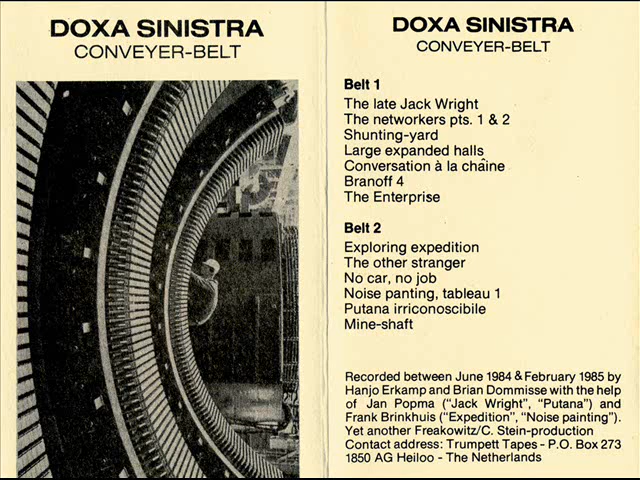 DOXA SINISTRA
CONVEYER-BELT
DOXA SINISTRA
CONVEYER-BELT
Belt 1
The late Jack Wright
The networkers pts. 1 & 2
Shunting-yard
Large expanded halls
Conversation à la chaîne
Branoff 4
The Enterprise
Belt 2
Exploring expedition
The other stranger
No car, no job
Noise panting, tableau 1
Putana irriconoscibile
Mine-shaft
Recorded between June 1984 & February 1985 by
Hanjo Erkamp and Brian Dommisse with the help
of Jan Popma ("Jack Wright", "Putana") and
Frank Brinkhuis ("Expedition", "Noise painting").
Yet another Freakowitz/C. Stein-production
Contact address: Trumpett Tapes - P.O. Box 273
1850 AG Heiloo - The Netherlands